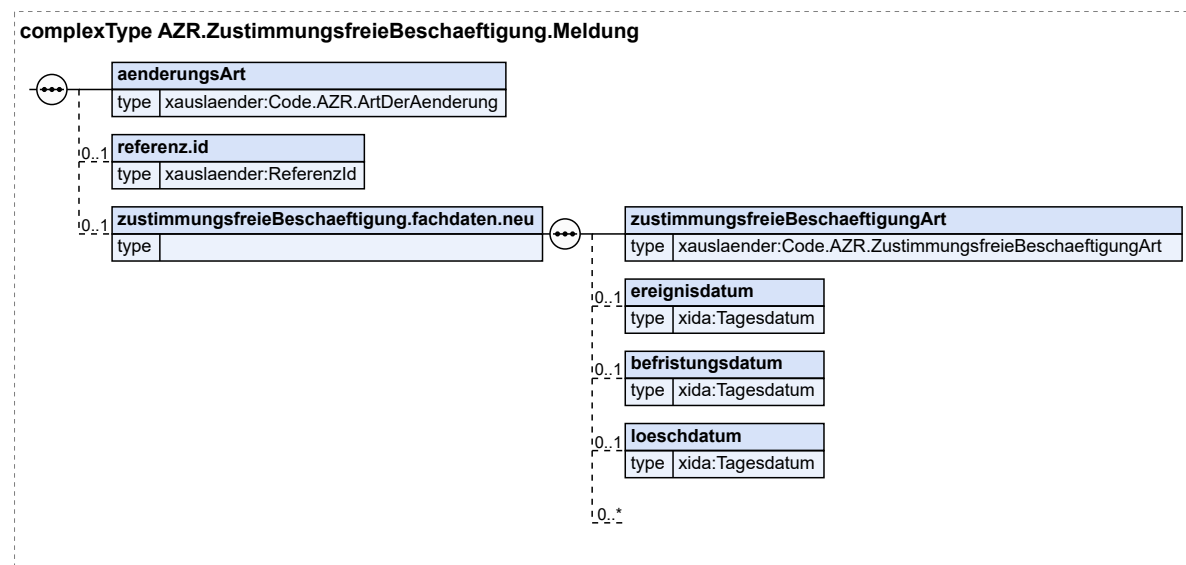 complexType AZR.ZustimmungsfreieBeschaeftigung.Meldung
aenderungsArt
type xauslaender:Code.AZR.ArtDerAenderung
0..1 referenz.id
type xauslaender:ReferenzId
0..1 zustimmungsfreieBeschaeftigung.fachdaten.neu
type
zustimmungsfreieBeschaeftigungArt
type xauslaender:Code.AZR.ZustimmungsfreieBeschaeftigungArt
0..1 ereignisdatum
type xida:Tagesdatum
0..1 befristungsdatum
type xida:Tagesdatum
0..1 loeschdatum
type xida:Tagesdatum
0..*